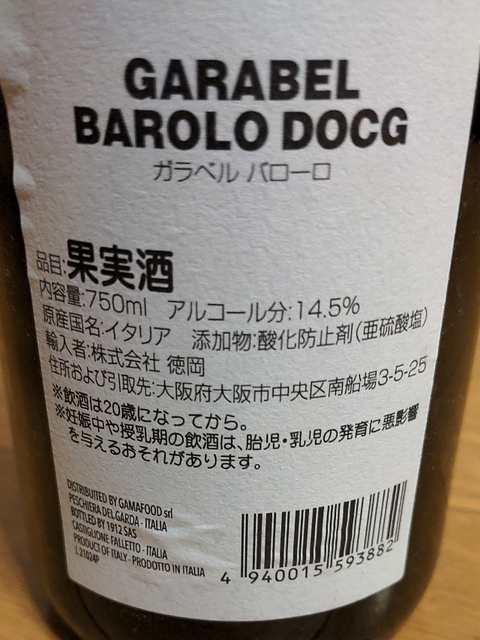 GARABEL
BAROLO DOCG
ガラベル バローロ
品目:果実酒
内容量:750ml アルコール分:14.5%
原産国名:イタリア 添加物:酸化防止剤(亜硫酸塩)
輸入者:株式会社 徳岡
住所および引取先:大阪府大阪市中央区南船場3-5-25
※飲酒は20歳になってから。
※妊娠中や授乳期の飲酒は、胎児・乳児の発育に悪影響
を与えるおそれがあります。
DISTRIBUITED BY GAMAFOOD srl
PESCHIERA DEL GARDA - ITALIA
BOTTLED BY 1912 SAS
CASTIGLIONE FALLETTO - ITALIA
PRODUCT OF ITALY - PRODOTTO IN ITALIA
L 21024P
4 940015 593882